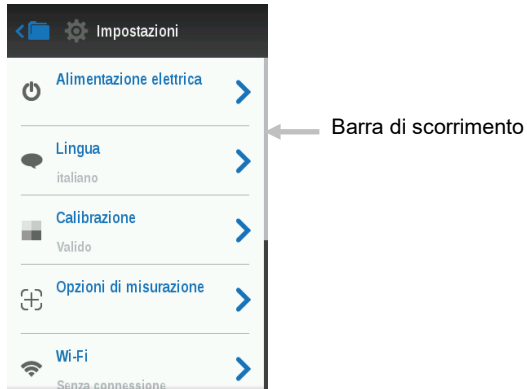 Impostazioni
Alimentazione elettrica
Barra di scorrimento
Lingua
italiano
Calibrazione
Valido
Opzioni di misurazione
Wi-Fi
Senza connessione